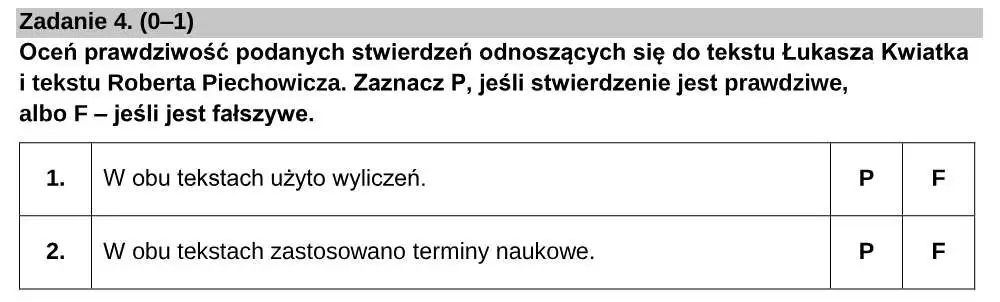 Zadanie 4. (0–1)
Oceń prawdziwość podanych stwierdzeń odnoszących się do tekstu Łukasza Kwiatka
i tekstu Roberta Piechowicza. Zaznacz P, jeśli stwierdzenie jest prawdziwe,
albo F – jeśli jest fałszywe.
1. W obu tekstach użyto wyliczeń. P F
2. W obu tekstach zastosowano terminy naukowe. P F